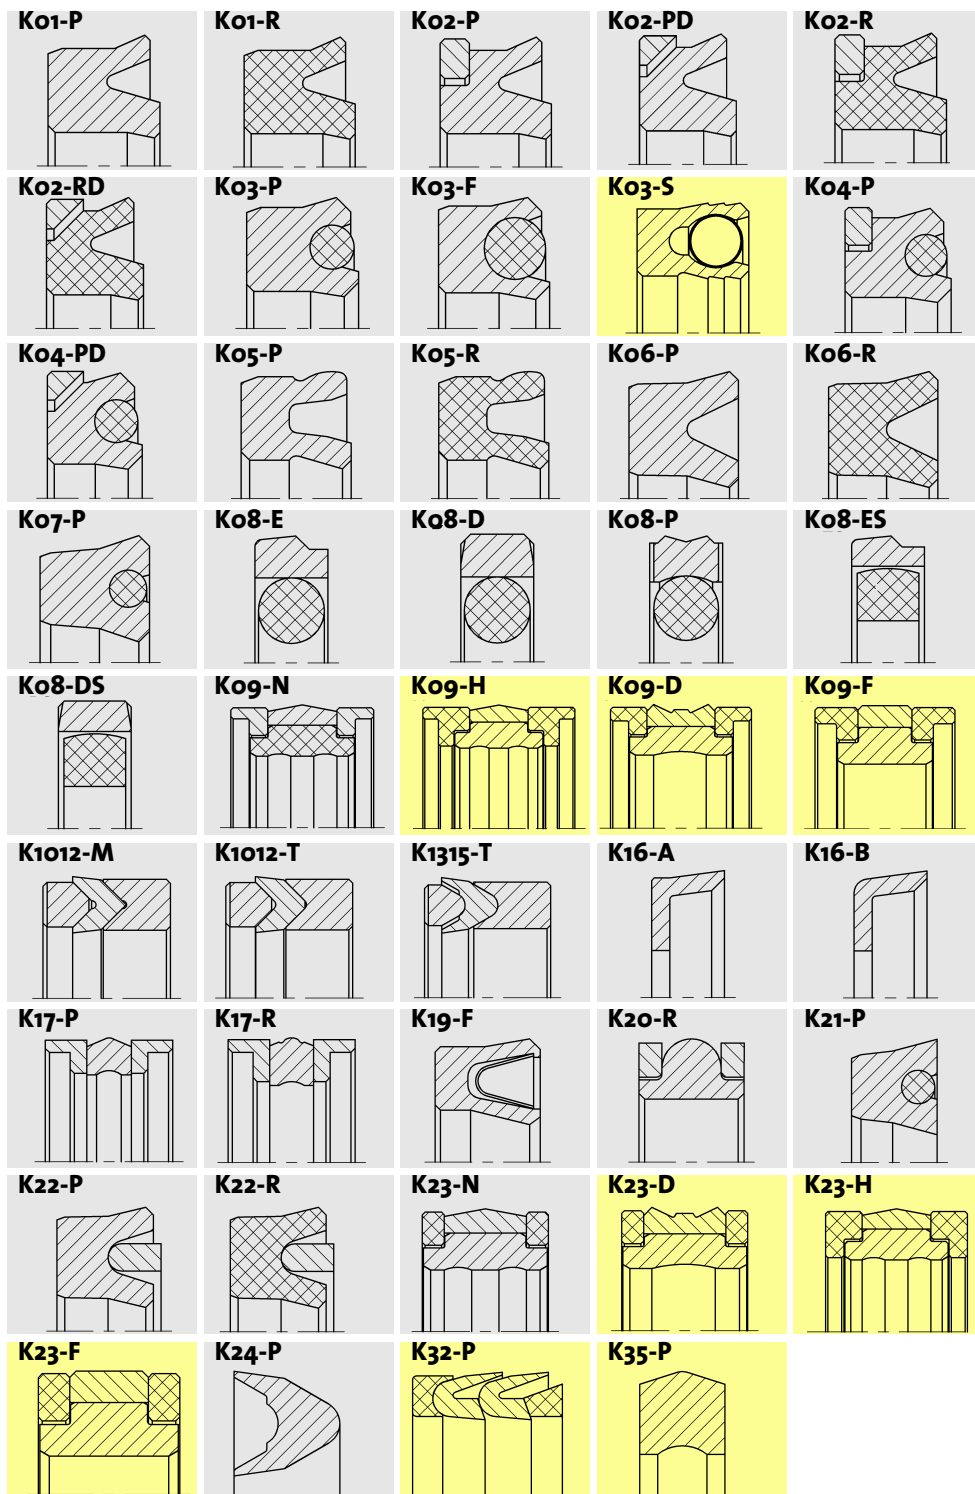 K01-P
K01-R
K02-P
K02-PD
K02-R
K02-RD
K03-P
K03-F
K03-S
K04-P
K04-PD
K05-P
K05-R
K06-P
K06-R
K07-P
K08-E
K08-D
K08-P
K08-ES
K08-DS
K09-N
K09-H
K09-D
K09-F
K1012-M
K1012-T
K1315-T
K16-A
K16-B
K17-P
K17-R
K19-F
K20-R
K21-P
K22-P
K22-R
K23-N
K23-D
K23-H
K23-F
K24-P
K32-P
K35-P